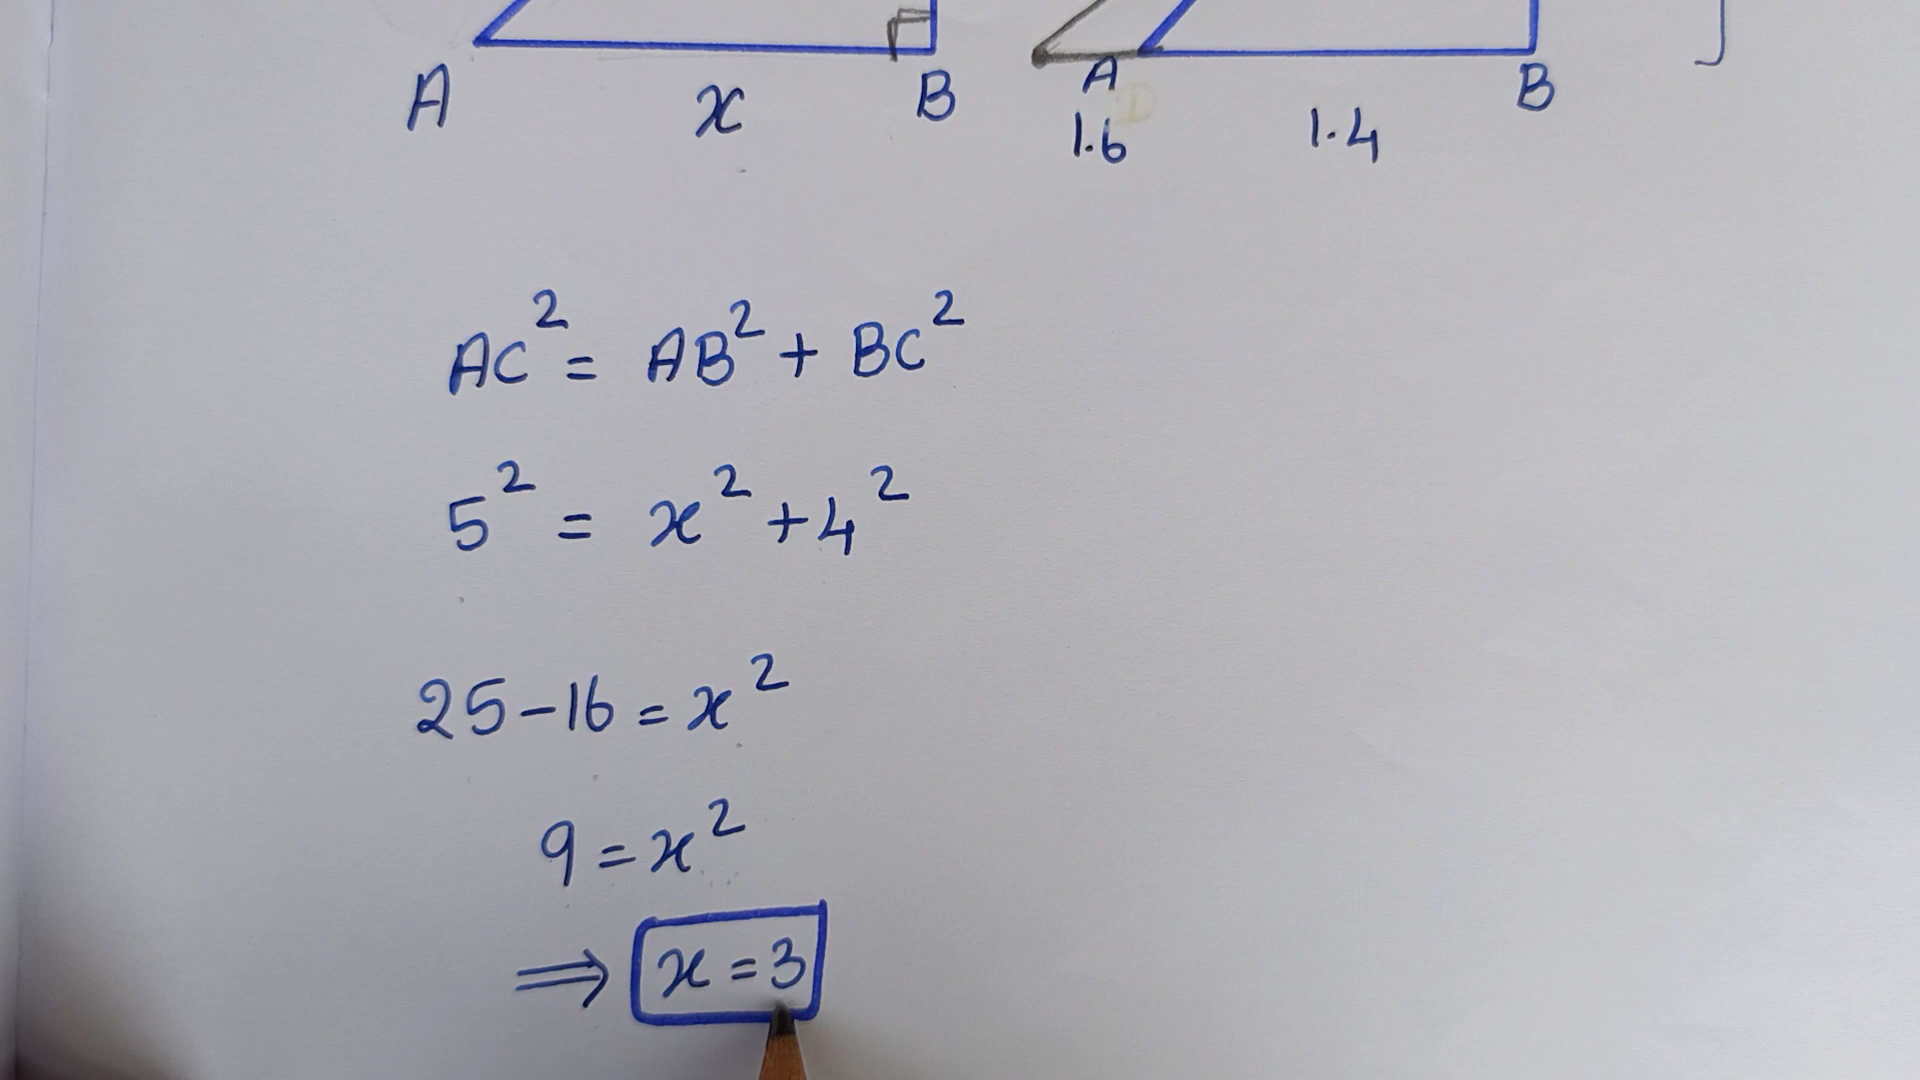 A x B A B
1.6 1.4
AC² = AB² + BC²
5² = x² + 4²
25 - 16 = x²
9 = x²
⇒ x = 3